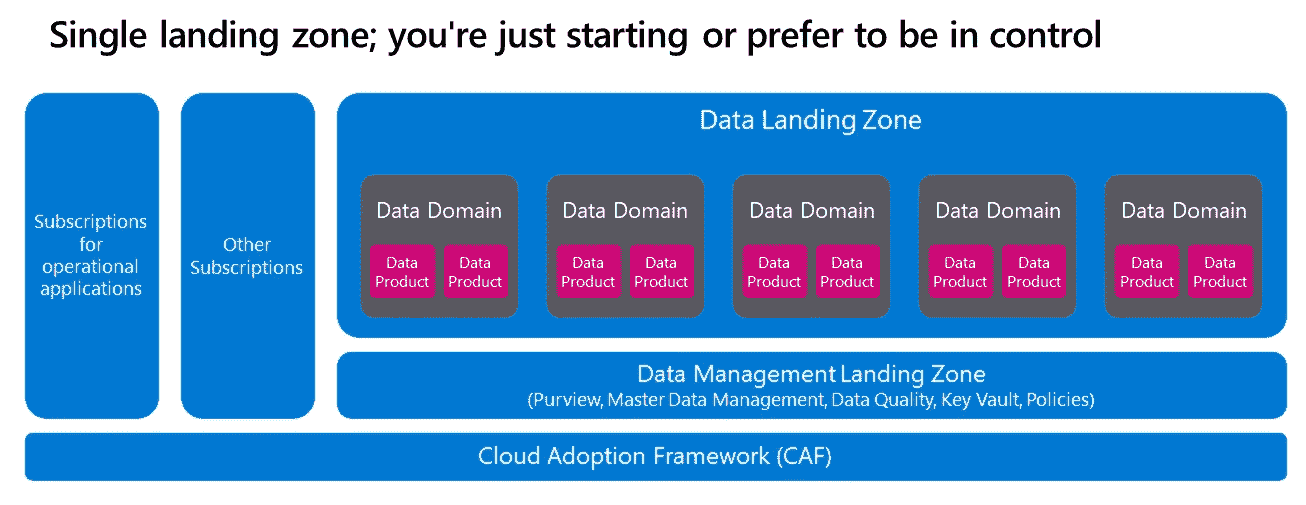 Single landing zone; you're just starting or prefer to be in control
Subscriptions
for
operational
applications
Other
Subscriptions
Data Landing Zone
Data Domain
Data
Product
Data
Product
Data Domain
Data
Product
Data
Product
Data Domain
Data
Product
Data
Product
Data Domain
Data
Product
Data
Product
Data Domain
Data
Product
Data
Product
Data Management Landing Zone
(Purview, Master Data Management, Data Quality, Key Vault, Policies)
Cloud Adoption Framework (CAF)